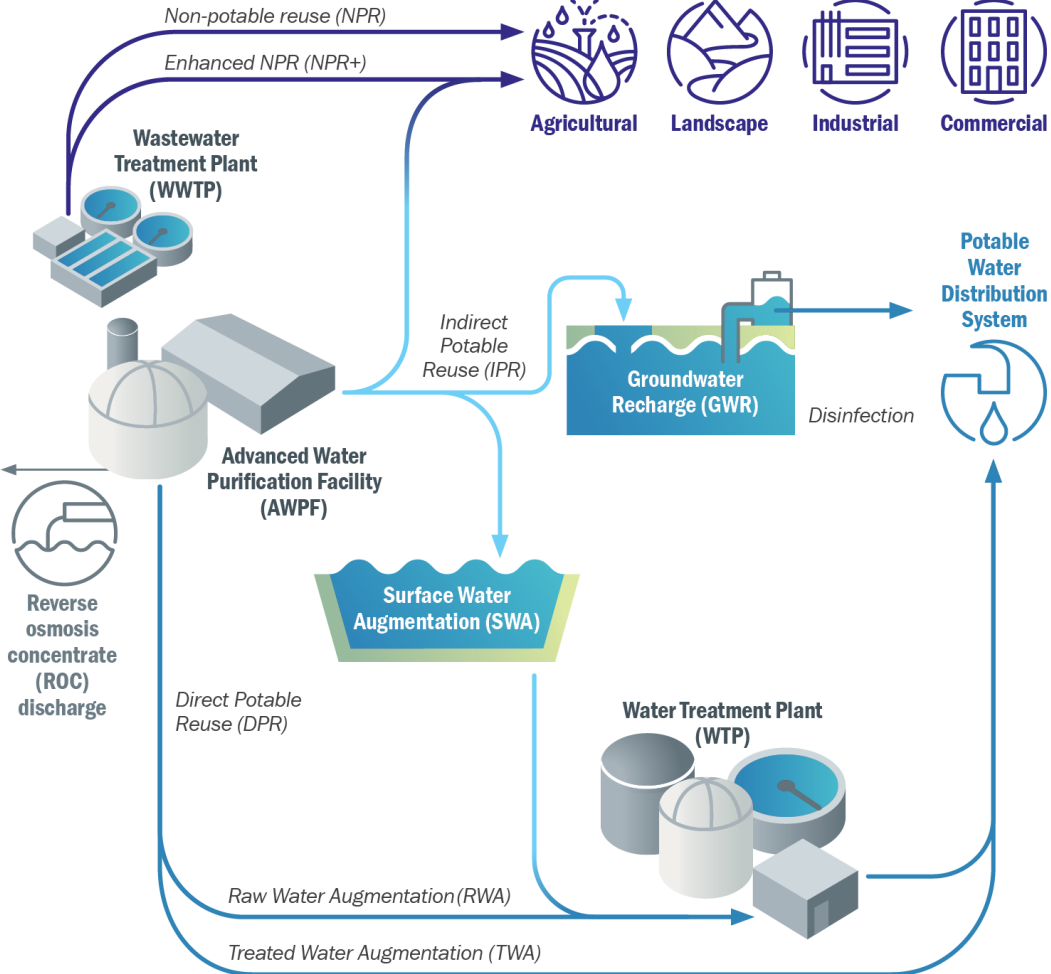 Non-potable reuse (NPR)
Enhanced NPR (NPR+)
Agricultural
Landscape
Industrial
Commercial
Wastewater
Treatment Plant
(WWTP)
Potable
Water
Distribution
System
Indirect
Potable
Reuse (IPR)
Groundwater
Recharge (GWR)
Disinfection
Advanced Water
Purification Facility
(AWPF)
Reverse
osmosis
concentrate
(ROC)
discharge
Surface Water
Augmentation (SWA)
Direct Potable
Reuse (DPR)
Water Treatment Plant
(WTP)
Raw Water Augmentation (RWA)
Treated Water Augmentation (TWA)